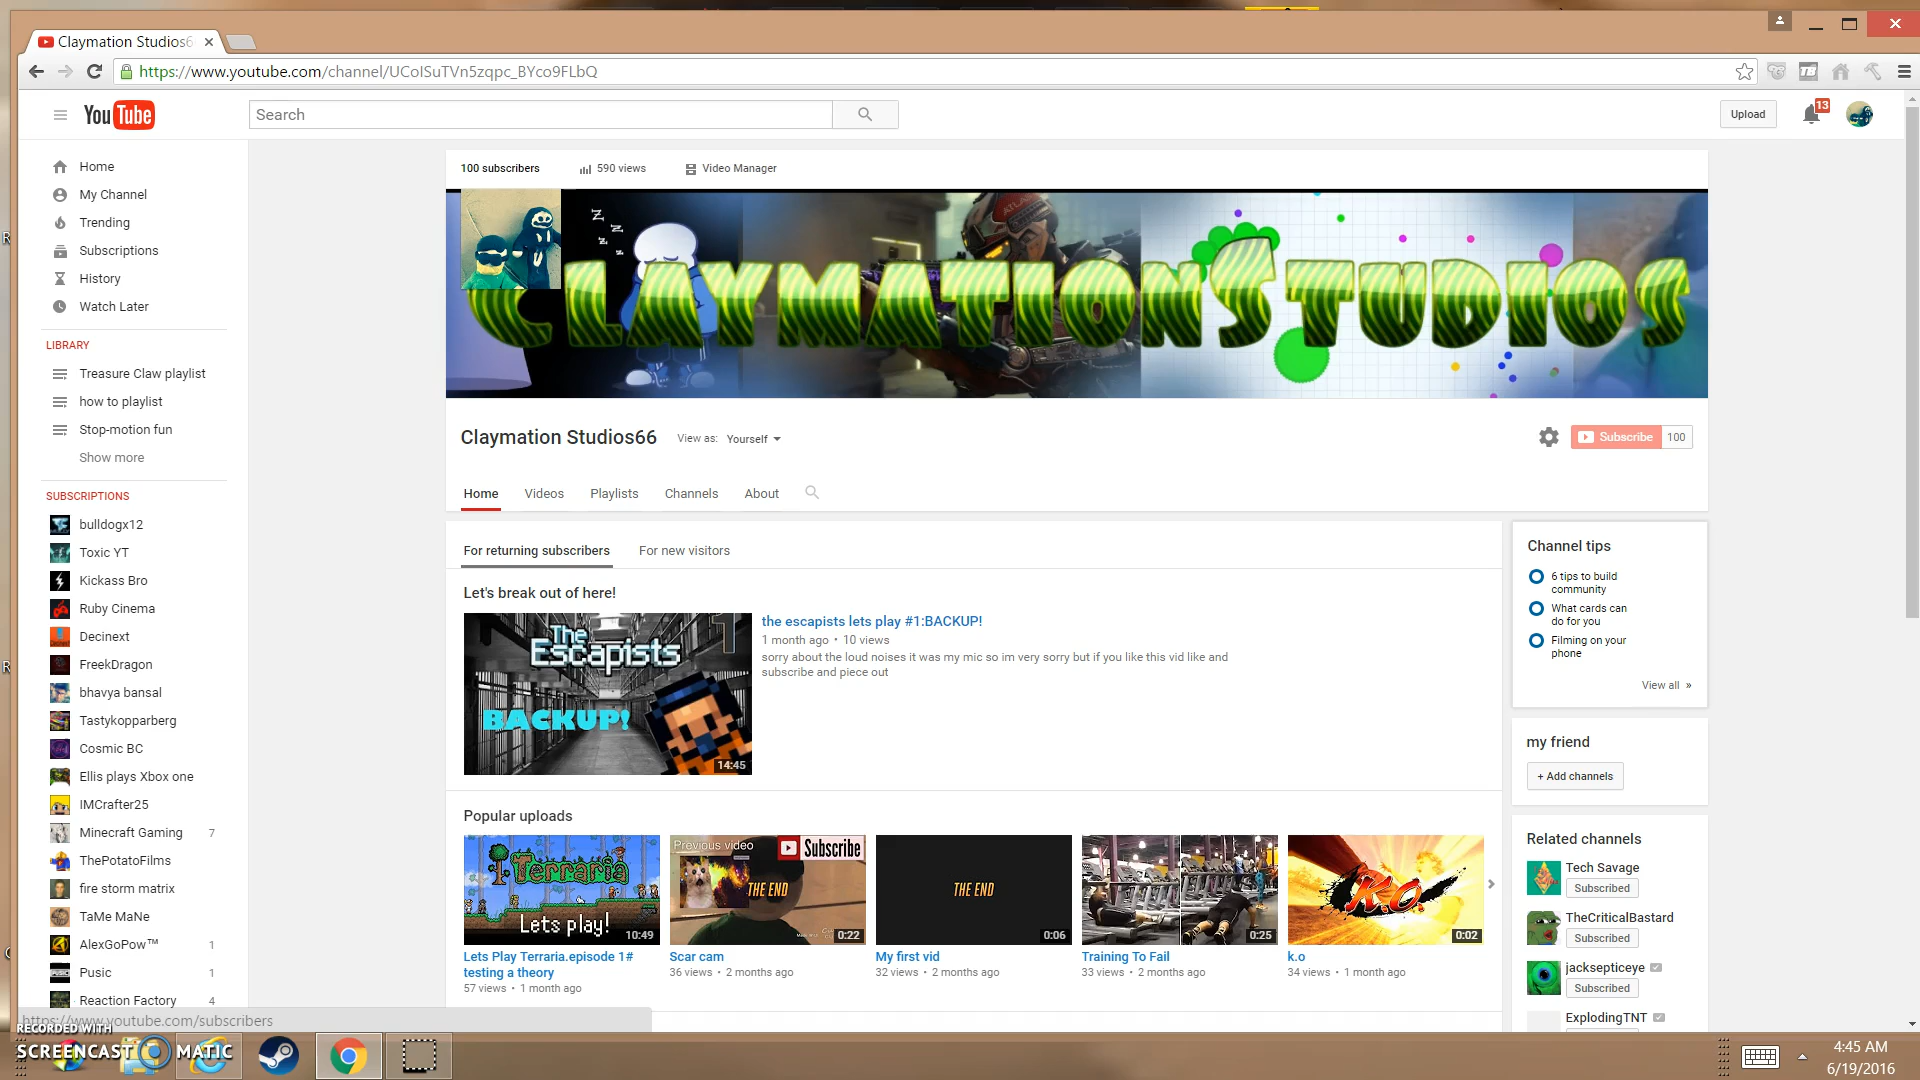 Claymation Studios6
https://www.youtube.com/channel/UCoISuTVn5zqpc_BYco9FLbQ
TB
YouTube
Search
Upload
13
Home
My Channel
Trending
Subscriptions
History
Watch Later
LIBRARY
Treasure Claw playlist
how to playlist
Stop-motion fun
Show more
SUBSCRIPTIONS
bulldogx12
Toxic YT
Kickass Bro
Ruby Cinema
Decinext
FreekDragon
bhavya bansal
Tastykopparberg
Cosmic BC
Ellis plays Xbox one
IMCrafter25
Minecraft Gaming 7
ThePotatoFilms
fire storm matrix
TaMe MaNe
AlexGoPow™ 1
Pusic 1
Reaction Factory 4
100 subscribers 590 views Video Manager
Z
Z
z
z
ATLAS
CLAYMATIONSTUDIOS
Claymation Studios66 View as: Yourself
Subscribe 100
Home Videos Playlists Channels About
For returning subscribers For new visitors
Let's break out of here!
The Escapists
1
BACKUP!
14:45
the escapists lets play #1:BACKUP!
1 month ago • 10 views
sorry about the loud noises it was my mic so im very sorry but if you like this vid like and
subscribe and piece out
Popular uploads
Terraria
Lets play!
10:49
Lets Play Terraria.episode 1#
testing a theory
57 views • 1 month ago
Previous video
Subscribe
THE END
0:22
Scar cam
36 views • 2 months ago
THE END
0:06
My first vid
32 views • 2 months ago
0:25
Training To Fail
33 views • 2 months ago
K.O.
0:02
k.o
34 views • 1 month ago
Channel tips
6 tips to build
community
What cards can
do for you
Filming on your
phone
View all »
my friend
+ Add channels
Related channels
Tech Savage
Subscribed
TheCriticalBastard
Subscribed
jacksepticeye
Subscribed
ExplodingTNT
https://www.youtube.com/subscribers
RECORDED WITH
SCREENCAST MATIC
4:45 AM
6/19/2016